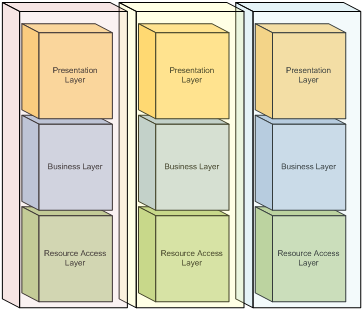 Presentation
Layer
Presentation
Layer
Presentation
Layer
Business Layer
Business Layer
Business Layer
Resource Access
Layer
Resource Access
Layer
Resource Access
Layer